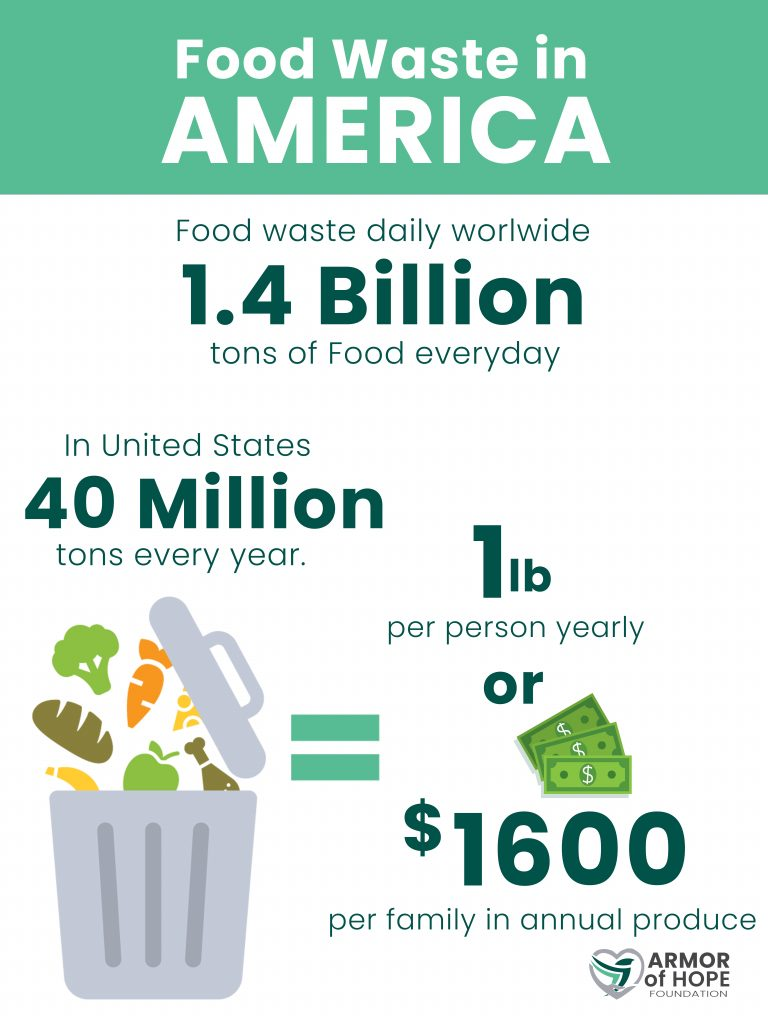 Food Waste in
AMERICA
Food waste daily worlwide
1.4 Billion
tons of Food everyday
In United States
40 Million
tons every year.
1lb
per person yearly
or
$1600
per family in annual produce
ARMOR
of HOPE
FOUNDATION